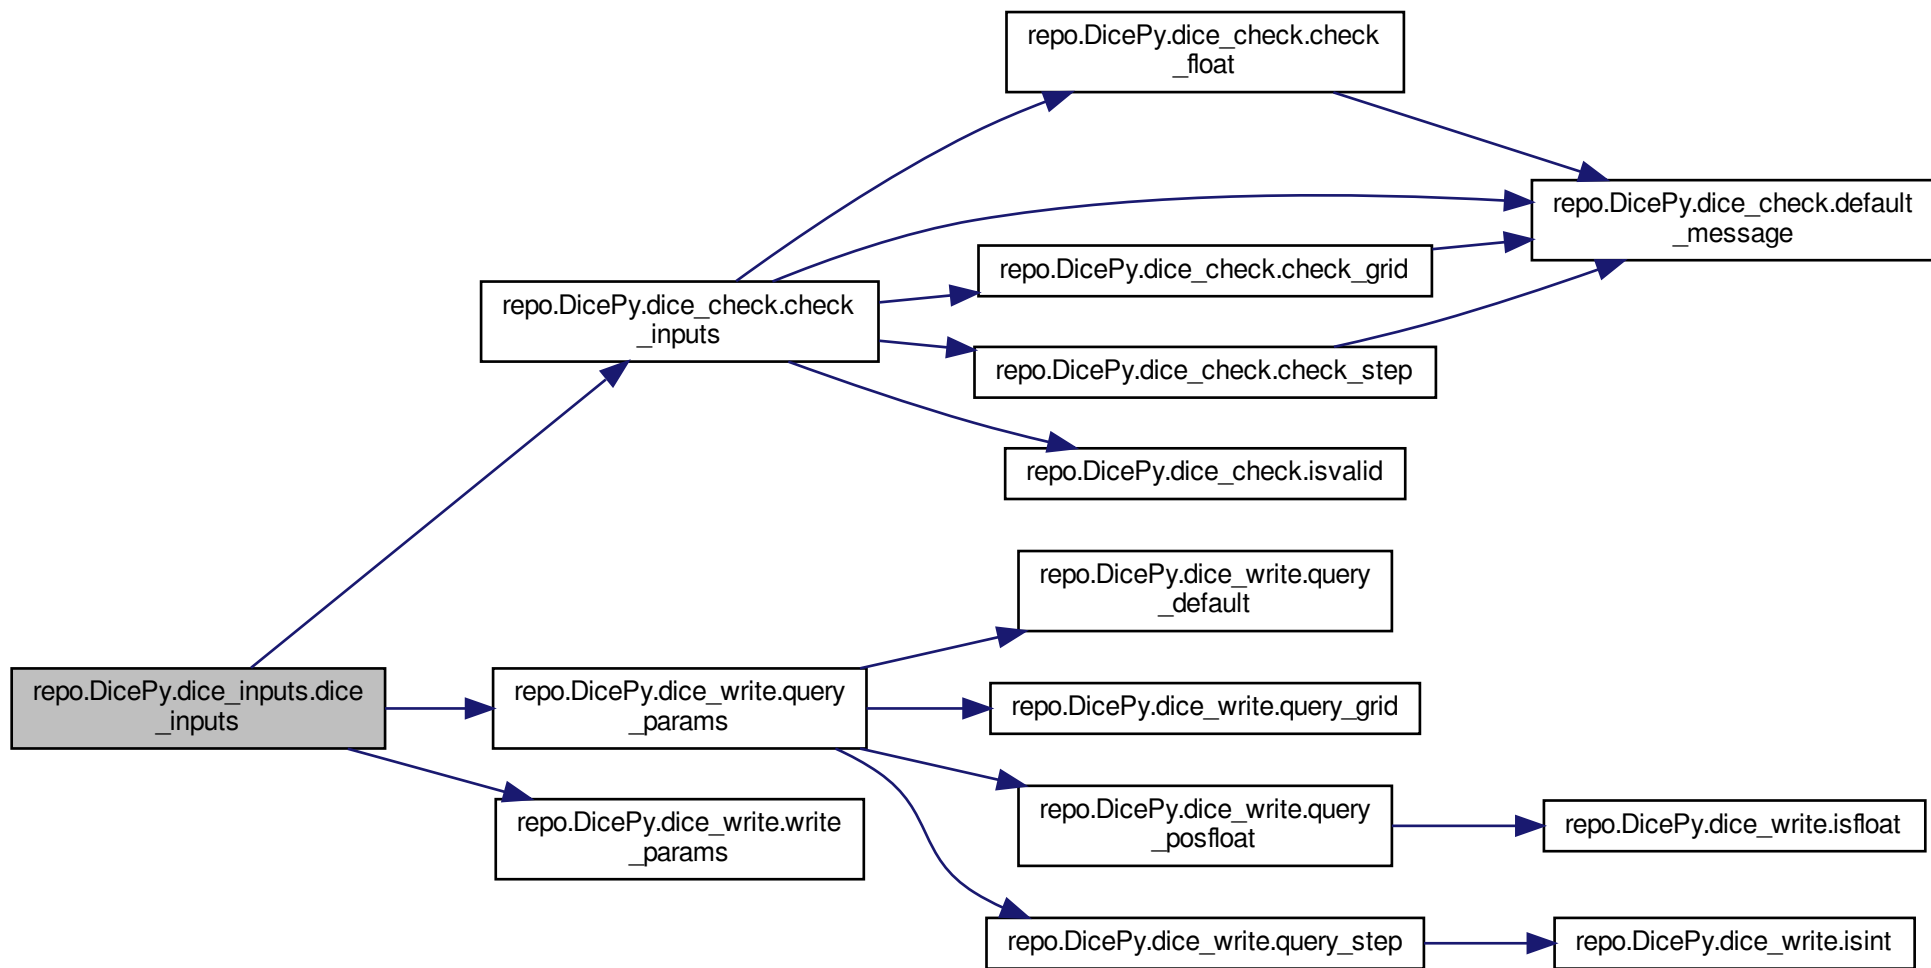 repo.DicePy.dice_check.check
_float
repo.DicePy.dice_check.default
_message
repo.DicePy.dice_check.check_grid
repo.DicePy.dice_check.check
_inputs
repo.DicePy.dice_check.check_step
repo.DicePy.dice_check.isvalid
repo.DicePy.dice_write.query
_default
repo.DicePy.dice_inputs.dice
_inputs
repo.DicePy.dice_write.query
_params
repo.DicePy.dice_write.query_grid
repo.DicePy.dice_write.write
_params
repo.DicePy.dice_write.query
_posfloat
repo.DicePy.dice_write.isfloat
repo.DicePy.dice_write.query_step
repo.DicePy.dice_write.isint